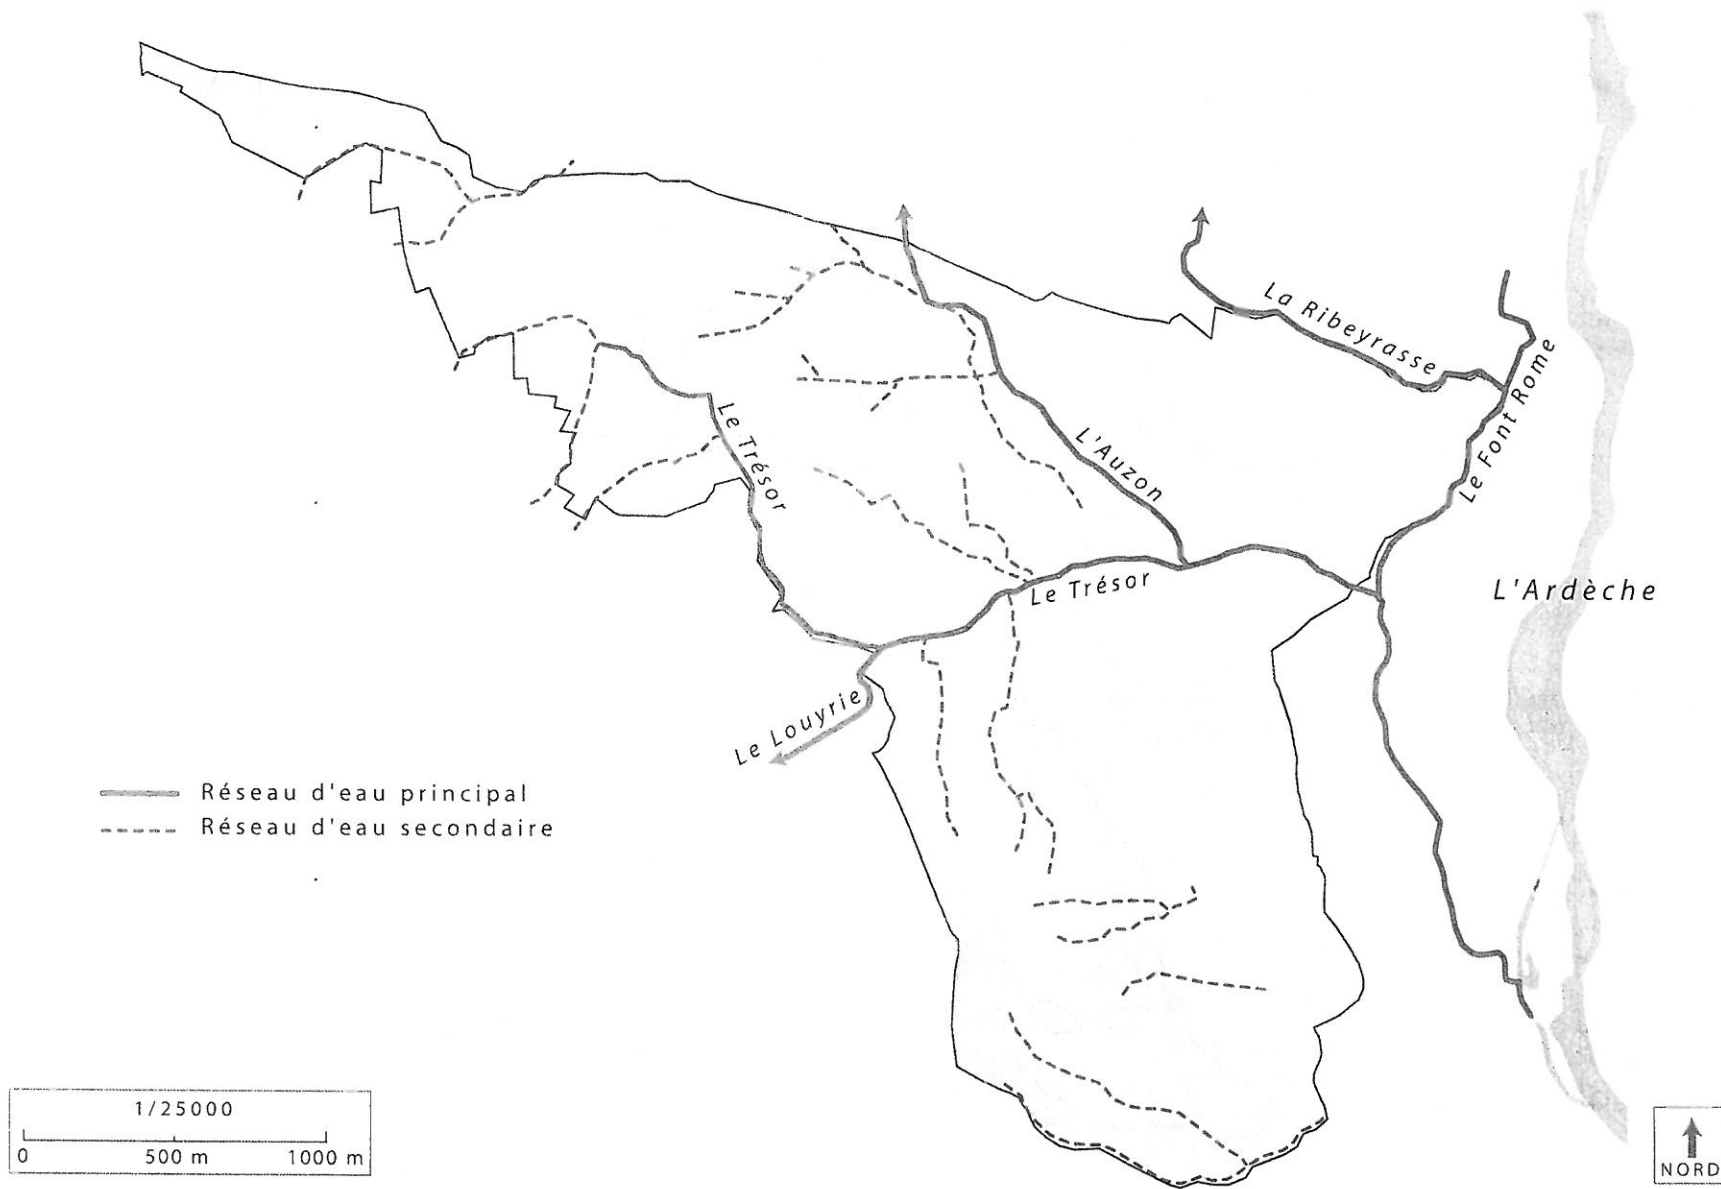 La Ribeyrasse
Le Font Rome
Le Trésor
L'Auzon
Le Trésor
L'Ardèche
Le Louyrie
Réseau d'eau principal
Réseau d'eau secondaire
1/25000
0 500 m 1000 m
NORD